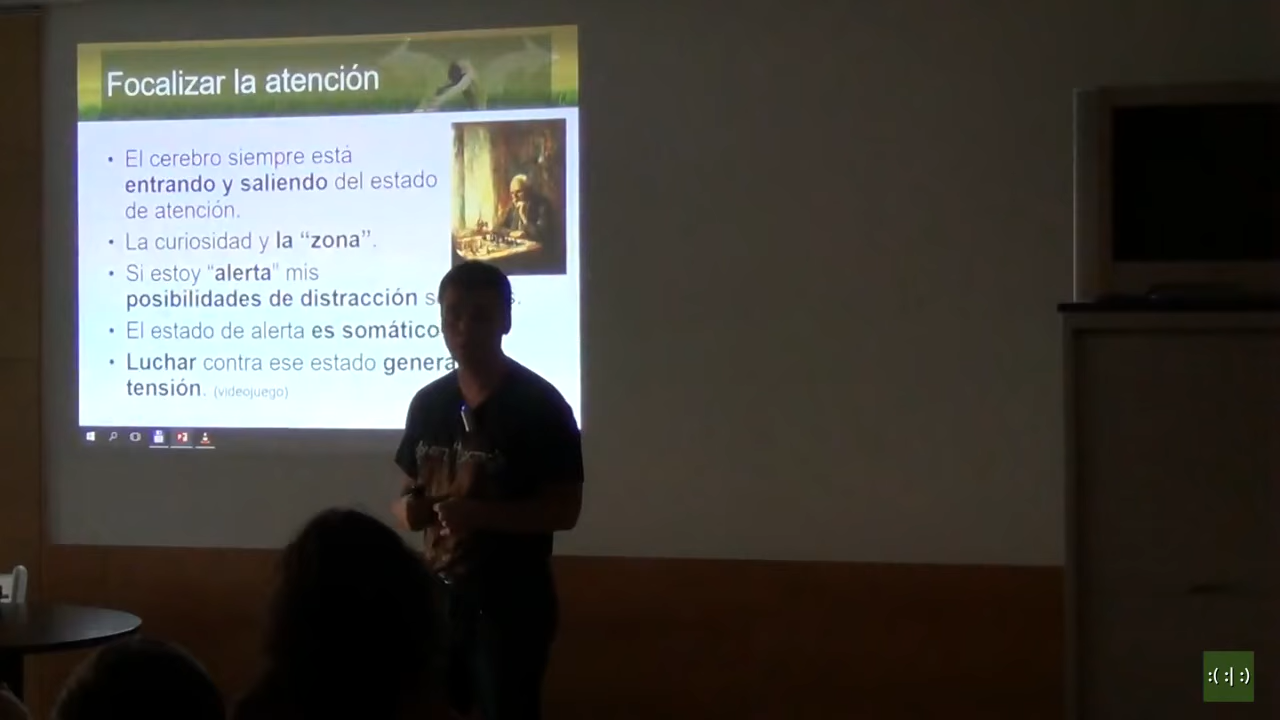 Focalizar la atención
• El cerebro siempre está
entrando y saliendo del estado
de atención.
• La curiosidad y la “zona”.
• Si estoy “alerta” mis
posibilidades de distracción
• El estado de alerta es somático
• Luchar contra ese estado genera
tensión. (videojuego)
:( :| :)